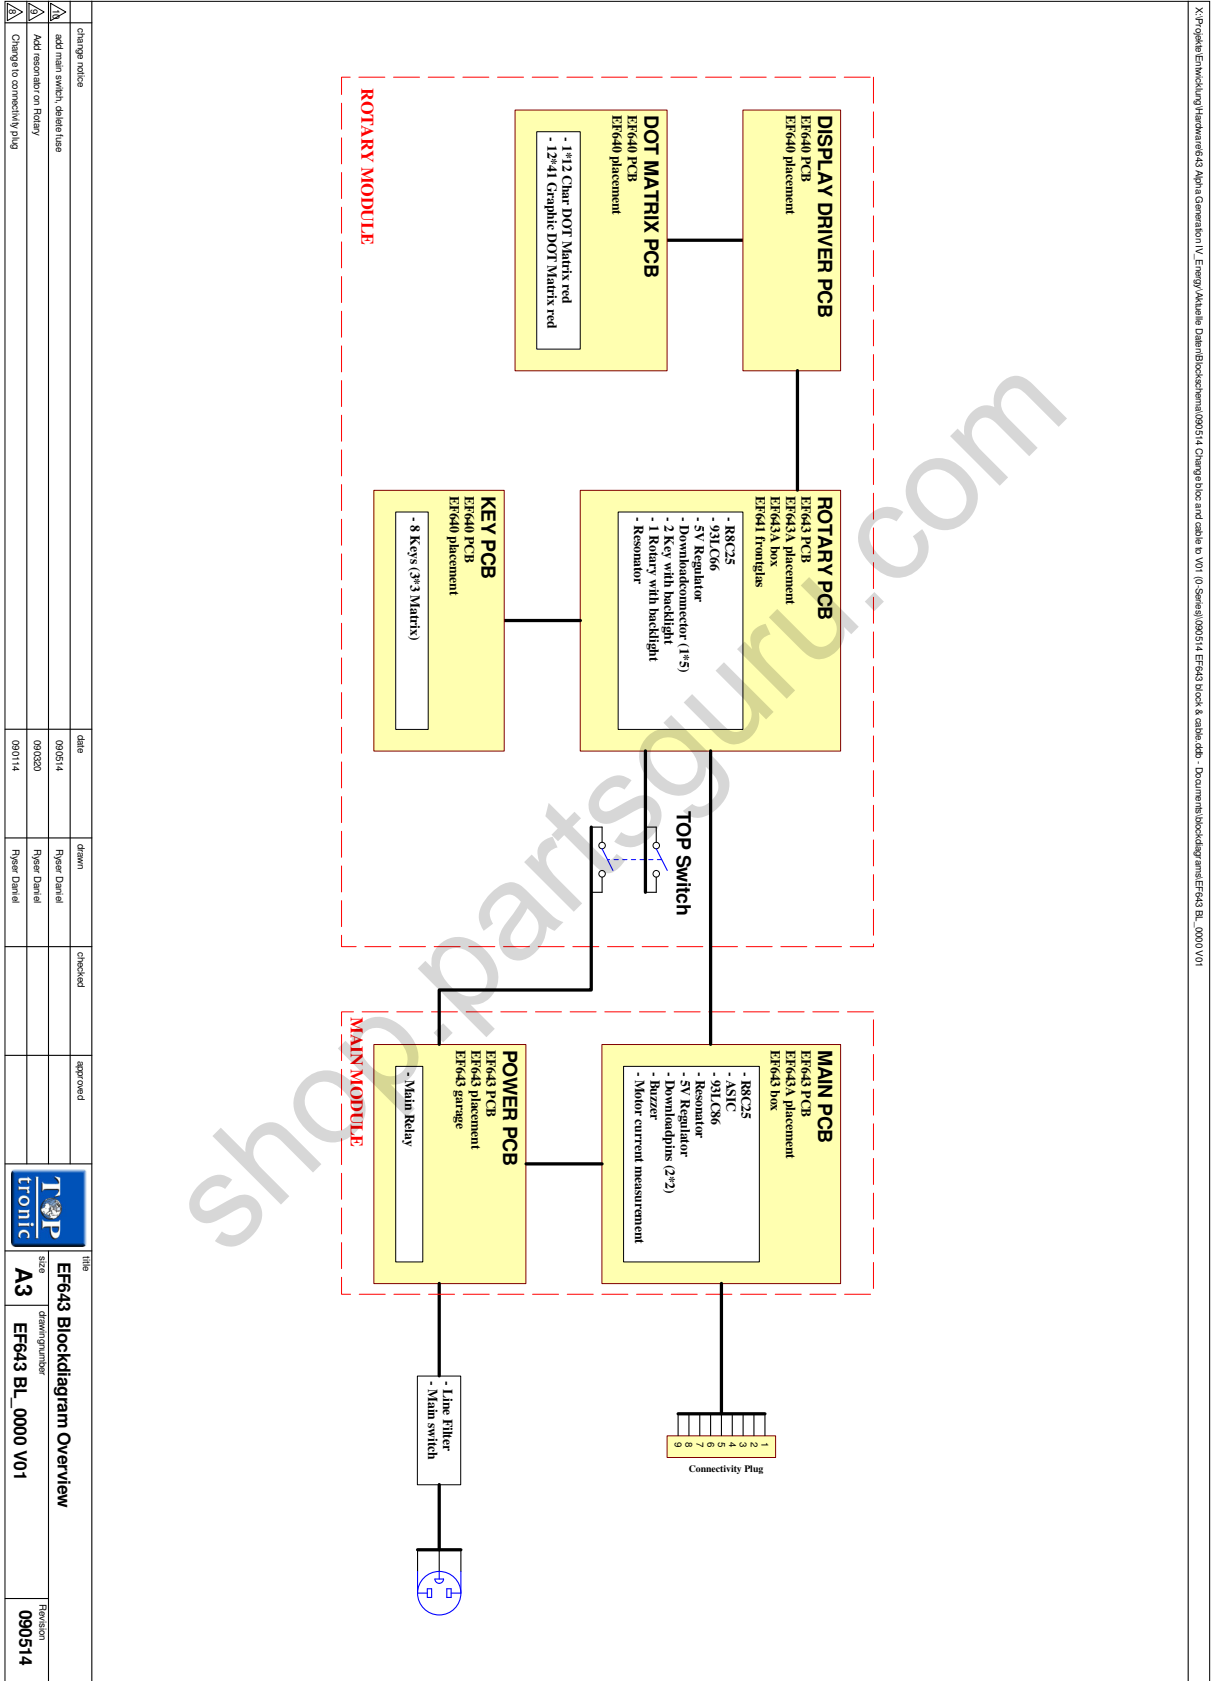 X:\Projekte\Entwicklung\Hardware\643 Alpha Generation IV_Energy\Aktuelle Daten\Blockschema\090514 Change bloc and cable to V01 (0-Series)\090514 EF643 block & cable.ddb - Documents\blockdiagrams\EF643 BL_0000 V01
DISPLAY DRIVER PCB
EF640 PCB
EF640 placement
DOT MATRIX PCB
EF640 PCB
EF640 placement
- 1*12 Char DOT Matrix red
- 12*41 Graphic DOT Matrix red
ROTARY MODULE
ROTARY PCB
EF643 PCB
EF643A placement
EF643A box
EF641 frontglas
- R8C25
- 93LC66
- 5V Regulator
- Downloadconnector (1*5)
- 2 Key with backlight
- 1 Rotary with backlight
- Resonator
KEY PCB
EF640 PCB
EF640 placement
- 8 Keys (3*3 Matrix)
TOP Switch
MAIN PCB
EF643 PCB
EF643A placement
EF643 box
- R8C25
- ASIC
- 93LC86
- Resonator
- 5V Regulator
- Downloadpins (2*2)
- Buzzer
- Motor current measurement
POWER PCB
EF643 PCB
EF643 placement
EF643 garage
- Main Relay
MAIN MODULE
1
2
3
4
5
6
7
8
9
Connectivity Plug
- Line Filter
- Main switch
shop.partsguru.com
change notice date drawn checked approved
10 add main switch, delete fuse 090514 Ryser Daniel
9 Add resonator on Rotary 090320 Ryser Daniel
8 Change to connectivity plug 090114 Ryser Daniel
TOP
tronic
title
EF643 Blockdiagram Overview
size
A3
drawingnumber
EF643 BL_0000 V01
Revision
090514